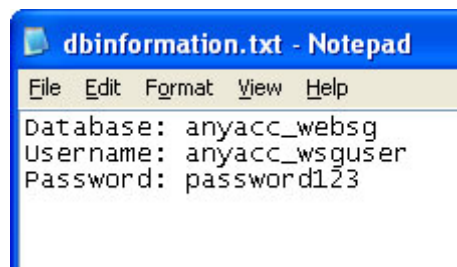 dbinformation.txt - Notepad
File Edit Format View Help
Database: anyacc_websg
Username: anyacc_wsguser
Password: password123